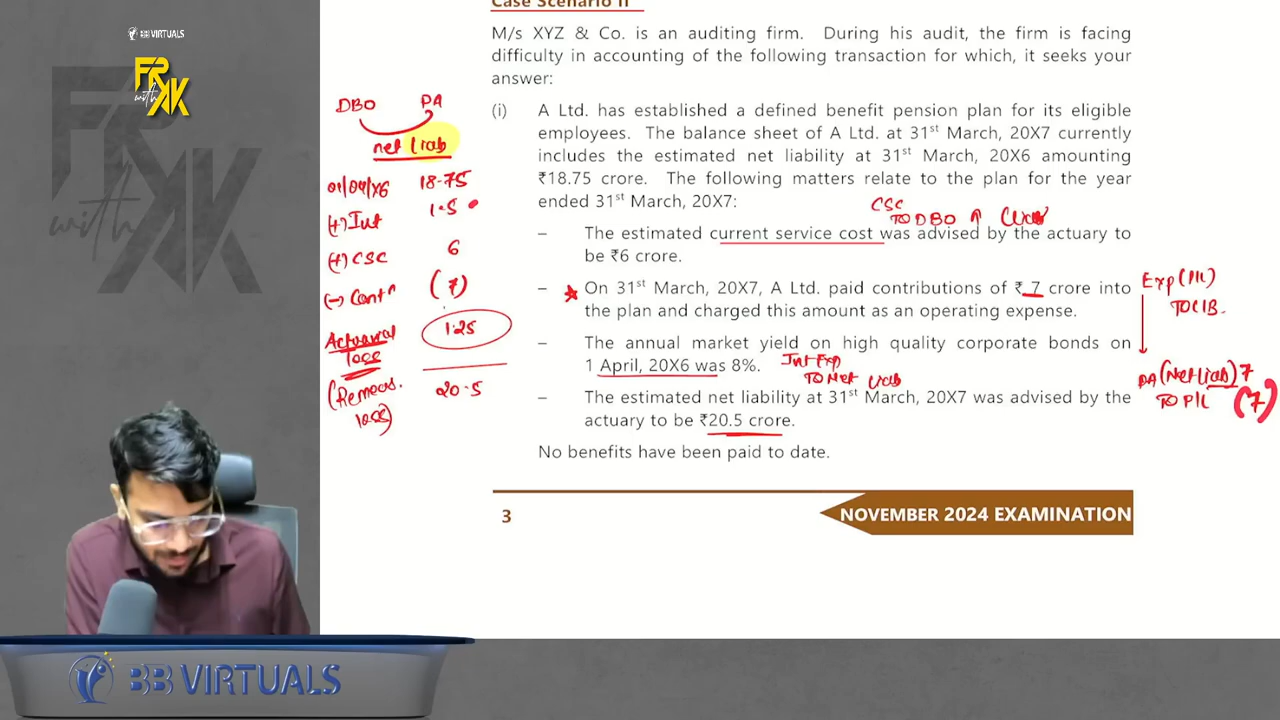 BB VIRTUALS
FR
with
KK
Case Scenario II
M/s XYZ & Co. is an auditing firm. During his audit, the firm is facing
difficulty in accounting of the following transaction for which, it seeks your
answer:
(i) A Ltd. has established a defined benefit pension plan for its eligible
employees. The balance sheet of A Ltd. at 31st March, 20X7 currently
includes the estimated net liability at 31st March, 20X6 amounting
₹18.75 crore. The following matters relate to the plan for the year
ended 31st March, 20X7:
CSC
TO DBO ↑ (Liab)
– The estimated current service cost was advised by the actuary to
be ₹6 crore.
– On 31st March, 20X7, A Ltd. paid contributions of ₹ 7 crore into
the plan and charged this amount as an operating expense.
– The annual market yield on high quality corporate bonds on
1 April, 20X6 was 8%.
Int Exp
TO Net Liab
– The estimated net liability at 31st March, 20X7 was advised by the
actuary to be ₹20.5 crore.
No benefits have been paid to date.
DBO PA
net liab
01/04/X6 18.75
(+) Int 1.5
(+) CSC 6
(-) Contn (7)
Actuarial
loss 1.25
(Remeas. 20.5
loss)
Exp (P/L)
TO C/B.
PA (Net liab) 7
TO P/L (7)
3
NOVEMBER 2024 EXAMINATION
BB VIRTUALS